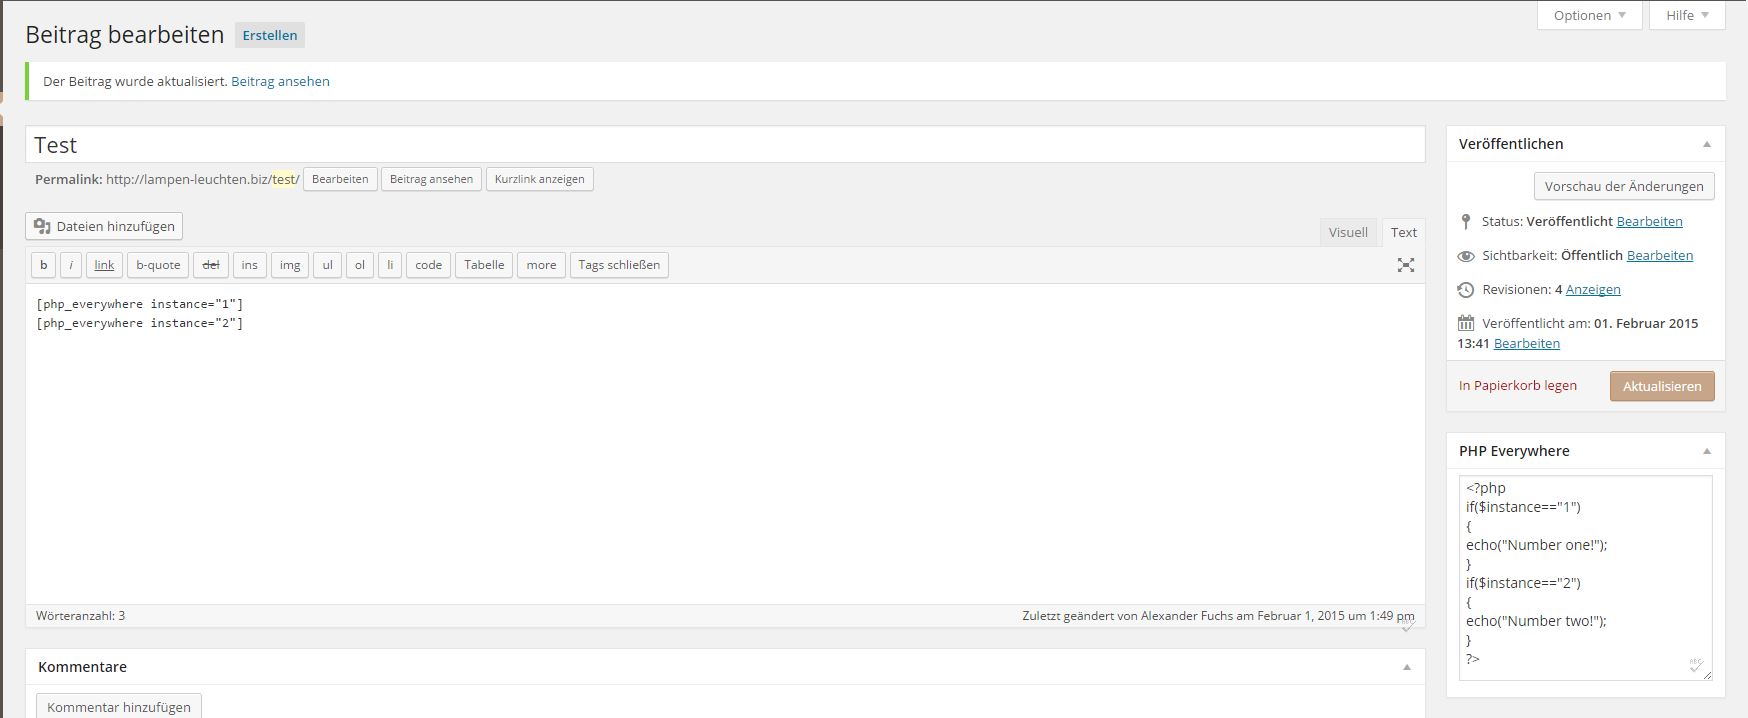 Optionen
Hilfe
Beitrag bearbeiten Erstellen
Der Beitrag wurde aktualisiert. Beitrag ansehen
Test
Permalink: http://lampen-leuchten.biz/test/ Bearbeiten Beitrag ansehen Kurzlink anzeigen
Dateien hinzufügen
Visuell Text
b i link b-quote del ins img ul ol li code Tabelle more Tags schließen
[php_everywhere instance="1"]
[php_everywhere instance="2"]
Wörteranzahl: 3
Zuletzt geändert von Alexander Fuchs am Februar 1, 2015 um 1:49 pm
Kommentare
Kommentar hinzufügen
Veröffentlichen
Vorschau der Änderungen
Status: Veröffentlicht Bearbeiten
Sichtbarkeit: Öffentlich Bearbeiten
Revisionen: 4 Anzeigen
Veröffentlicht am: 01. Februar 2015
13:41 Bearbeiten
In Papierkorb legen Aktualisieren
PHP Everywhere
<?php
if($instance=="1")
{
echo("Number one!");
}
if($instance=="2")
{
echo("Number two!");
}
?>
ABC
ABC